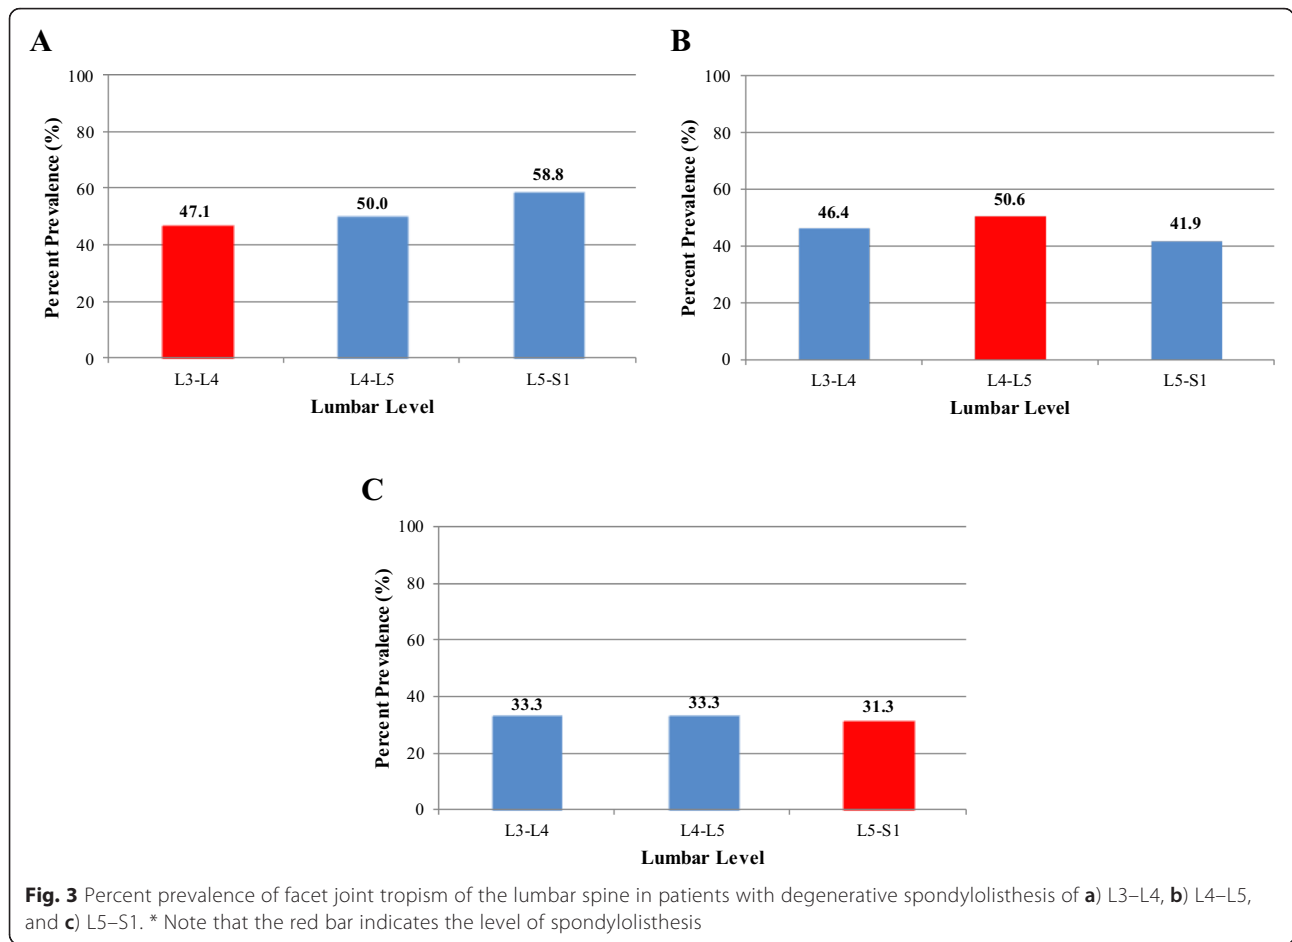 A
Percent Prevalence (%)
100
80
60
40
20
0
47.1
50.0
58.8
L3-L4
L4-L5
L5-S1
Lumbar Level
B
Percent Prevalence (%)
100
80
60
40
20
0
46.4
50.6
41.9
L3-L4
L4-L5
L5-S1
Lumbar Level
C
Percent Prevalence (%)
100
80
60
40
20
0
33.3
33.3
31.3
L3-L4
L4-L5
L5-S1
Lumbar Level
Fig. 3 Percent prevalence of facet joint tropism of the lumbar spine in patients with degenerative spondylolisthesis of a) L3–L4, b) L4–L5,
and c) L5–S1. * Note that the red bar indicates the level of spondylolisthesis